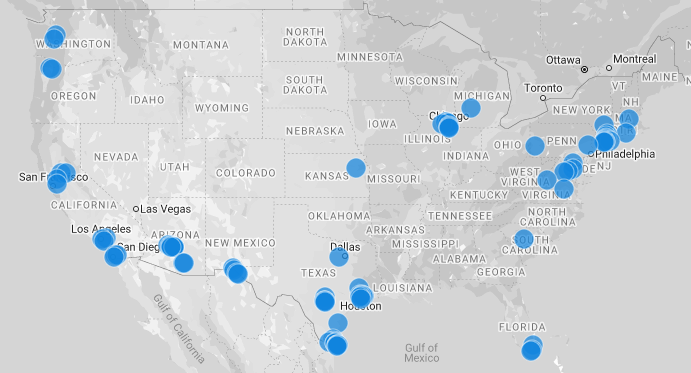 NORTH
DAKOTA
WASHINGTON
MONTANA
MINNESOTA
Ottawa
Montreal
MAINE
SOUTH
DAKOTA
WISCONSIN
Toronto
VT
OREGON
IDAHO
WYOMING
MICHIGAN
NH
NEW YORK
MA
Chicago
IOWA
NEBRASKA
ILLINOIS
OHIO
PENN
INDIANA
Philadelphia
NEVADA
UTAH
COLORADO
KANSAS
MISSOURI
WEST
VIRGINIA
DE
NJ
San Francisco
KENTUCKY
VIRGINIA
CALIFORNIA
Las Vegas
OKLAHOMA
TENNESSEE
NORTH
CAROLINA
Los Angeles
ARKANSAS
San Diego
ARIZONA
NEW MEXICO
MISSISSIPPI
SOUTH
CAROLINA
Dallas
ALABAMA
TEXAS
GEORGIA
LOUISIANA
Houston
Gulf of California
FLORIDA
Gulf of
Mexico